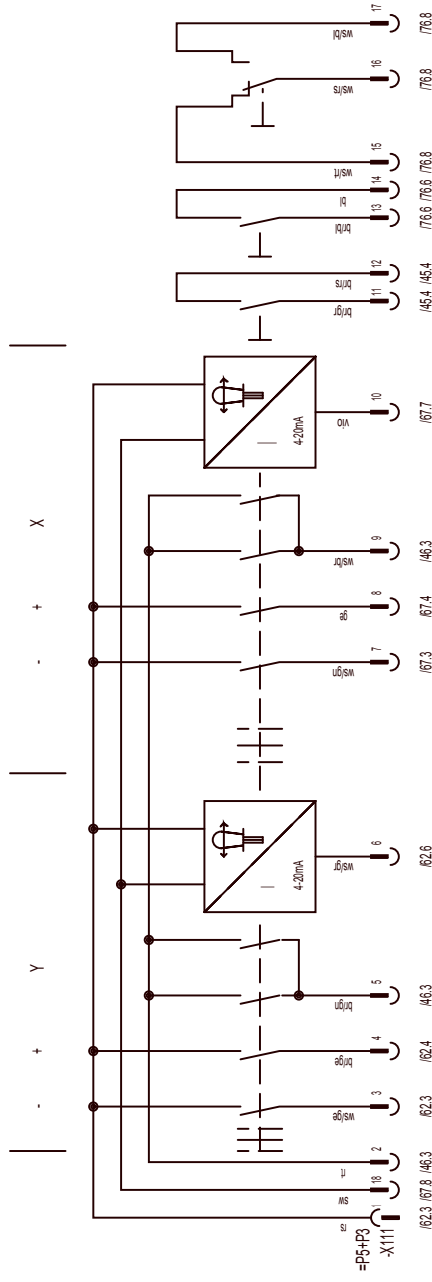 - + Y
- + X
4-20mA
4-20mA
rs
sw
rt
ws/ge
br/ge
br/gn
ws/gr
ws/gn
ge
ws/br
vio
br/gr
br/rs
br/bl
bl
ws/rt
ws/rs
ws/bl
=P5+P3
-X111
1 18 2 3 4 5 6 7 8 9 10 11 12 13 14 15 16 17
/62.3 /67.8 /46.3 /62.3 /62.4 /46.3 /62.6 /67.3 /67.4 /46.3 /67.7 /45.4 /45.4 /76.6 /76.6 /76.8 /76.8 /76.8